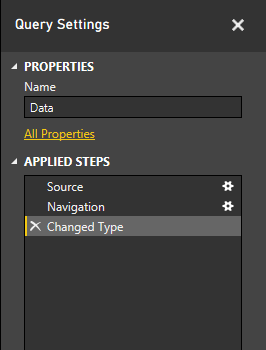 Query Settings
PROPERTIES
Name
Data
All Properties
APPLIED STEPS
Source
Navigation
Changed Type